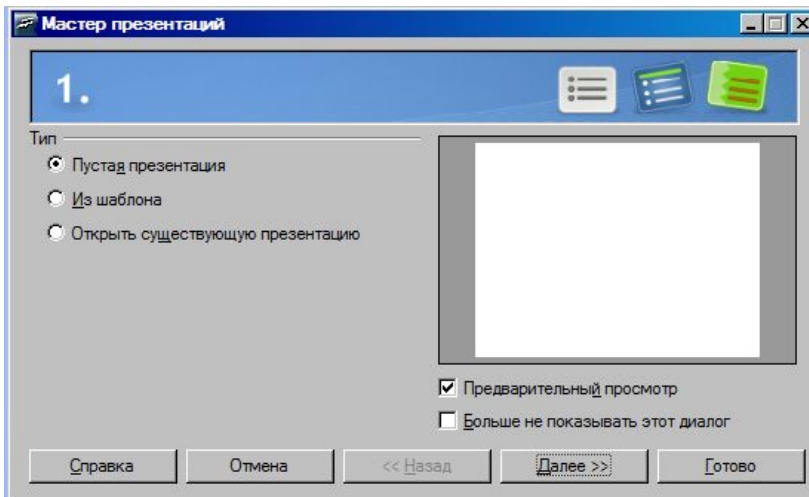 Мастер презентаций
1.
Тип
Пустая презентация
Из шаблона
Открыть существующую презентацию
Предварительный просмотр
Больше не показывать этот диалог
Справка
Отмена
<< Назад
Далее >>
Готово